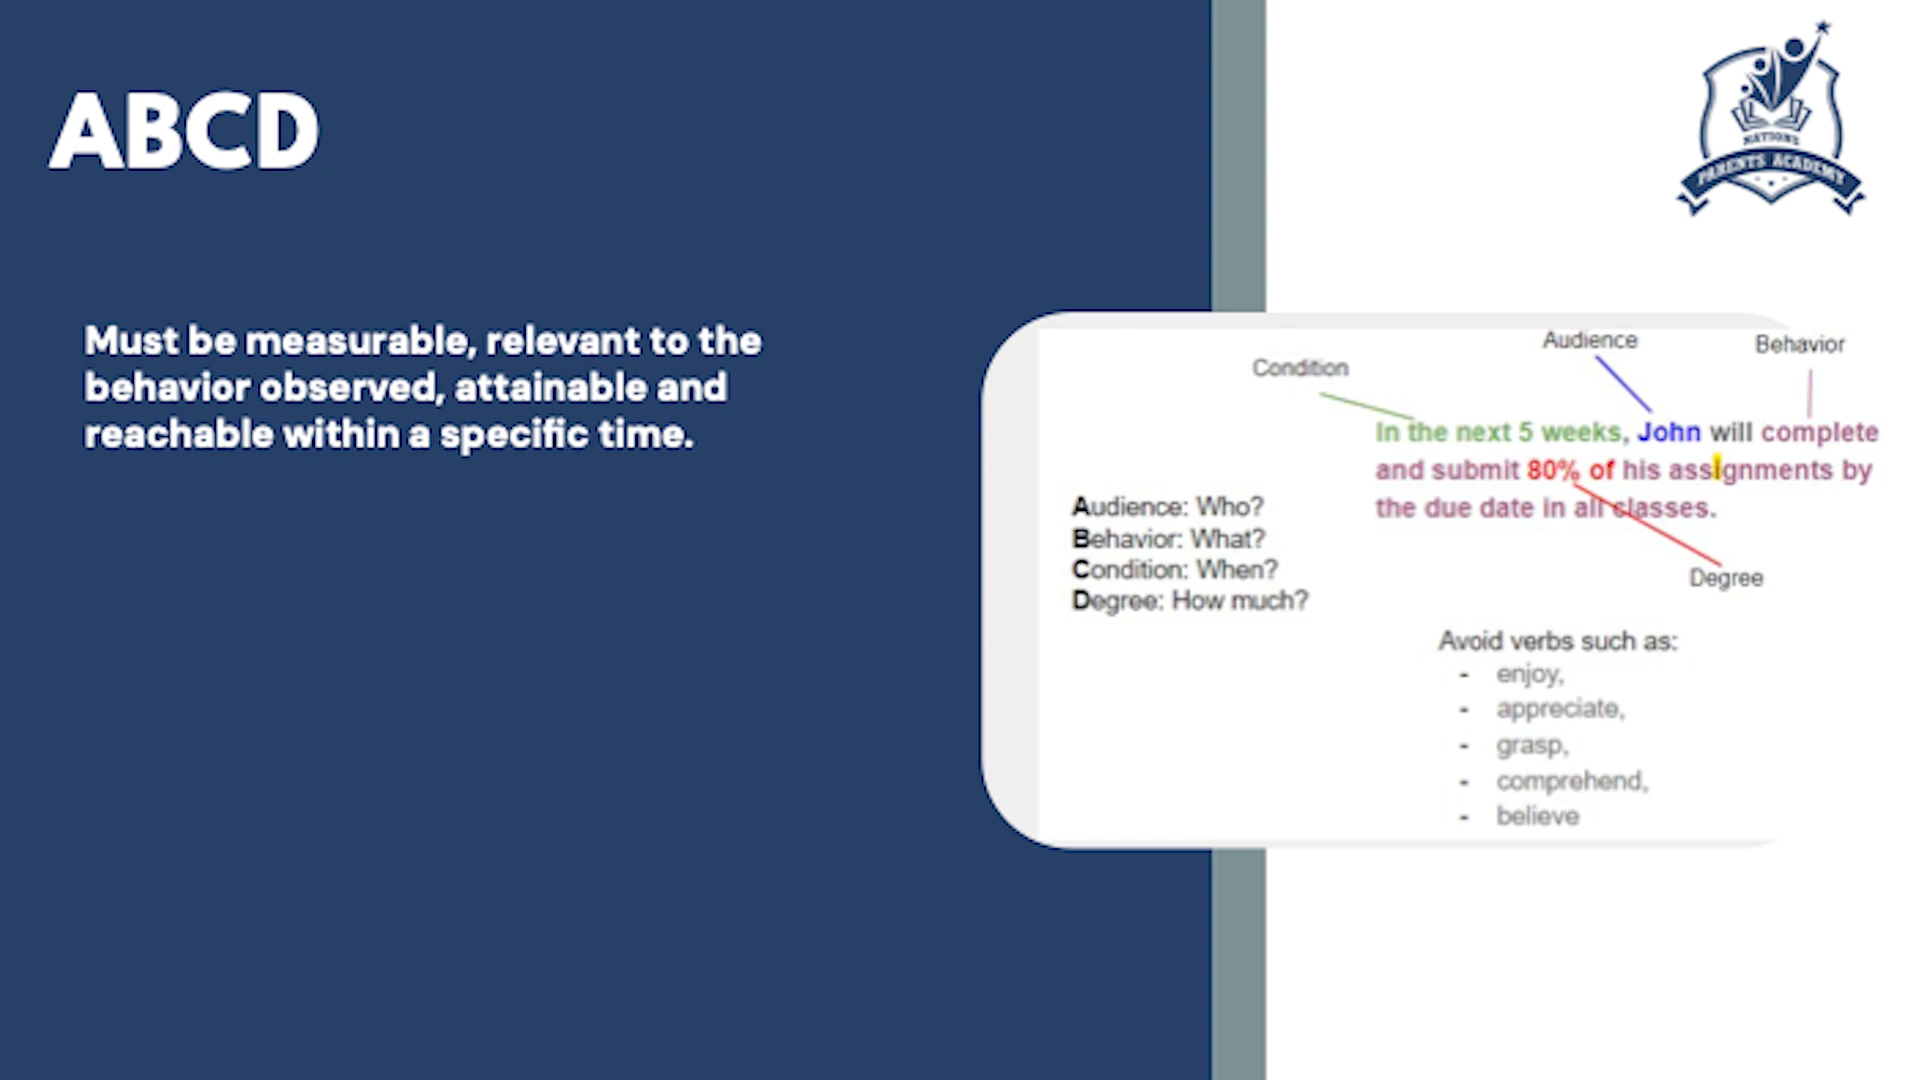 ABCD
Must be measurable, relevant to the
behavior observed, attainable and
reachable within a specific time.
NATIONS
PARENTS ACADEMY
Condition
Audience
Behavior
In the next 5 weeks, John will complete
and submit 80% of his assignments by
the due date in all classes.
Degree
Audience: Who?
Behavior: What?
Condition: When?
Degree: How much?
Avoid verbs such as:
- enjoy,
- appreciate,
- grasp,
- comprehend,
- believe